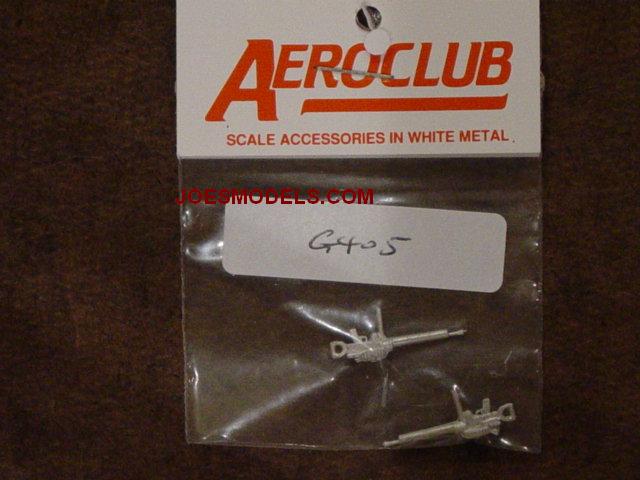 AEROCLUB
SCALE ACCESSORIES IN WHITE METAL
JOESMODELS.COM
G405